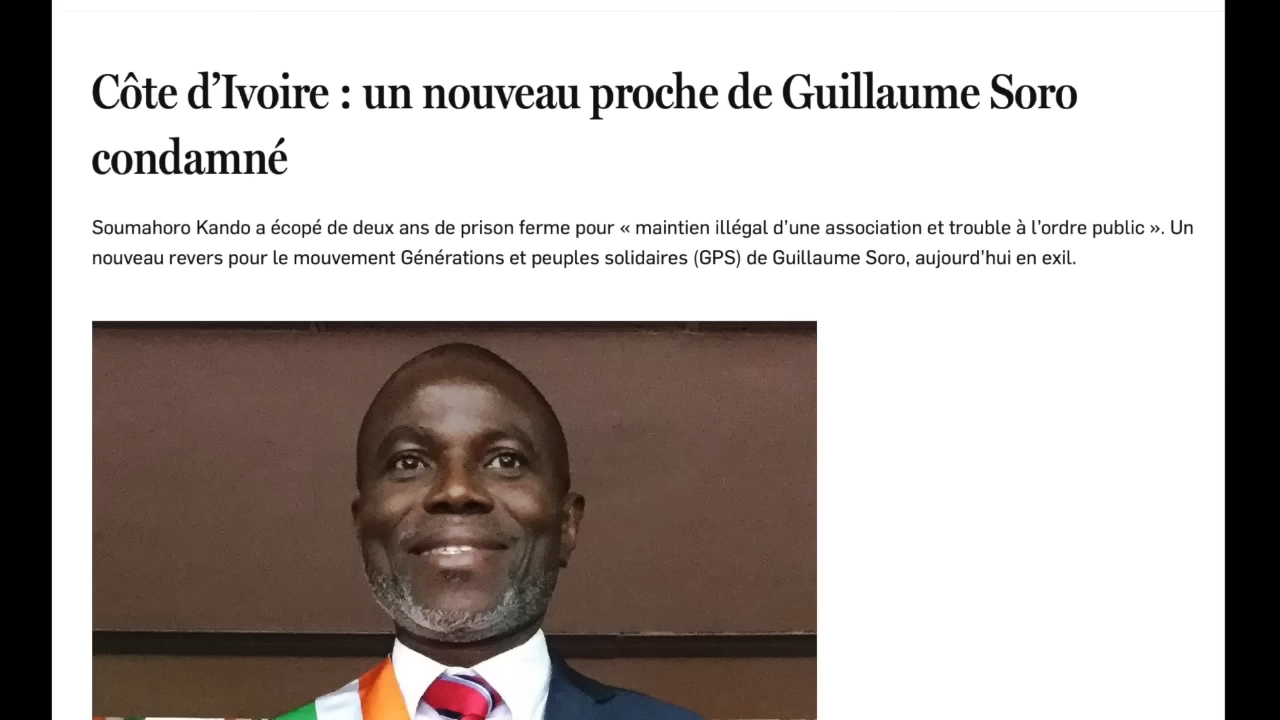 Côte d’Ivoire : un nouveau proche de Guillaume Soro
condamné
Soumahoro Kando a écopé de deux ans de prison ferme pour « maintien illégal d’une association et trouble à l’ordre public ». Un
nouveau revers pour le mouvement Générations et peuples solidaires (GPS) de Guillaume Soro, aujourd’hui en exil.